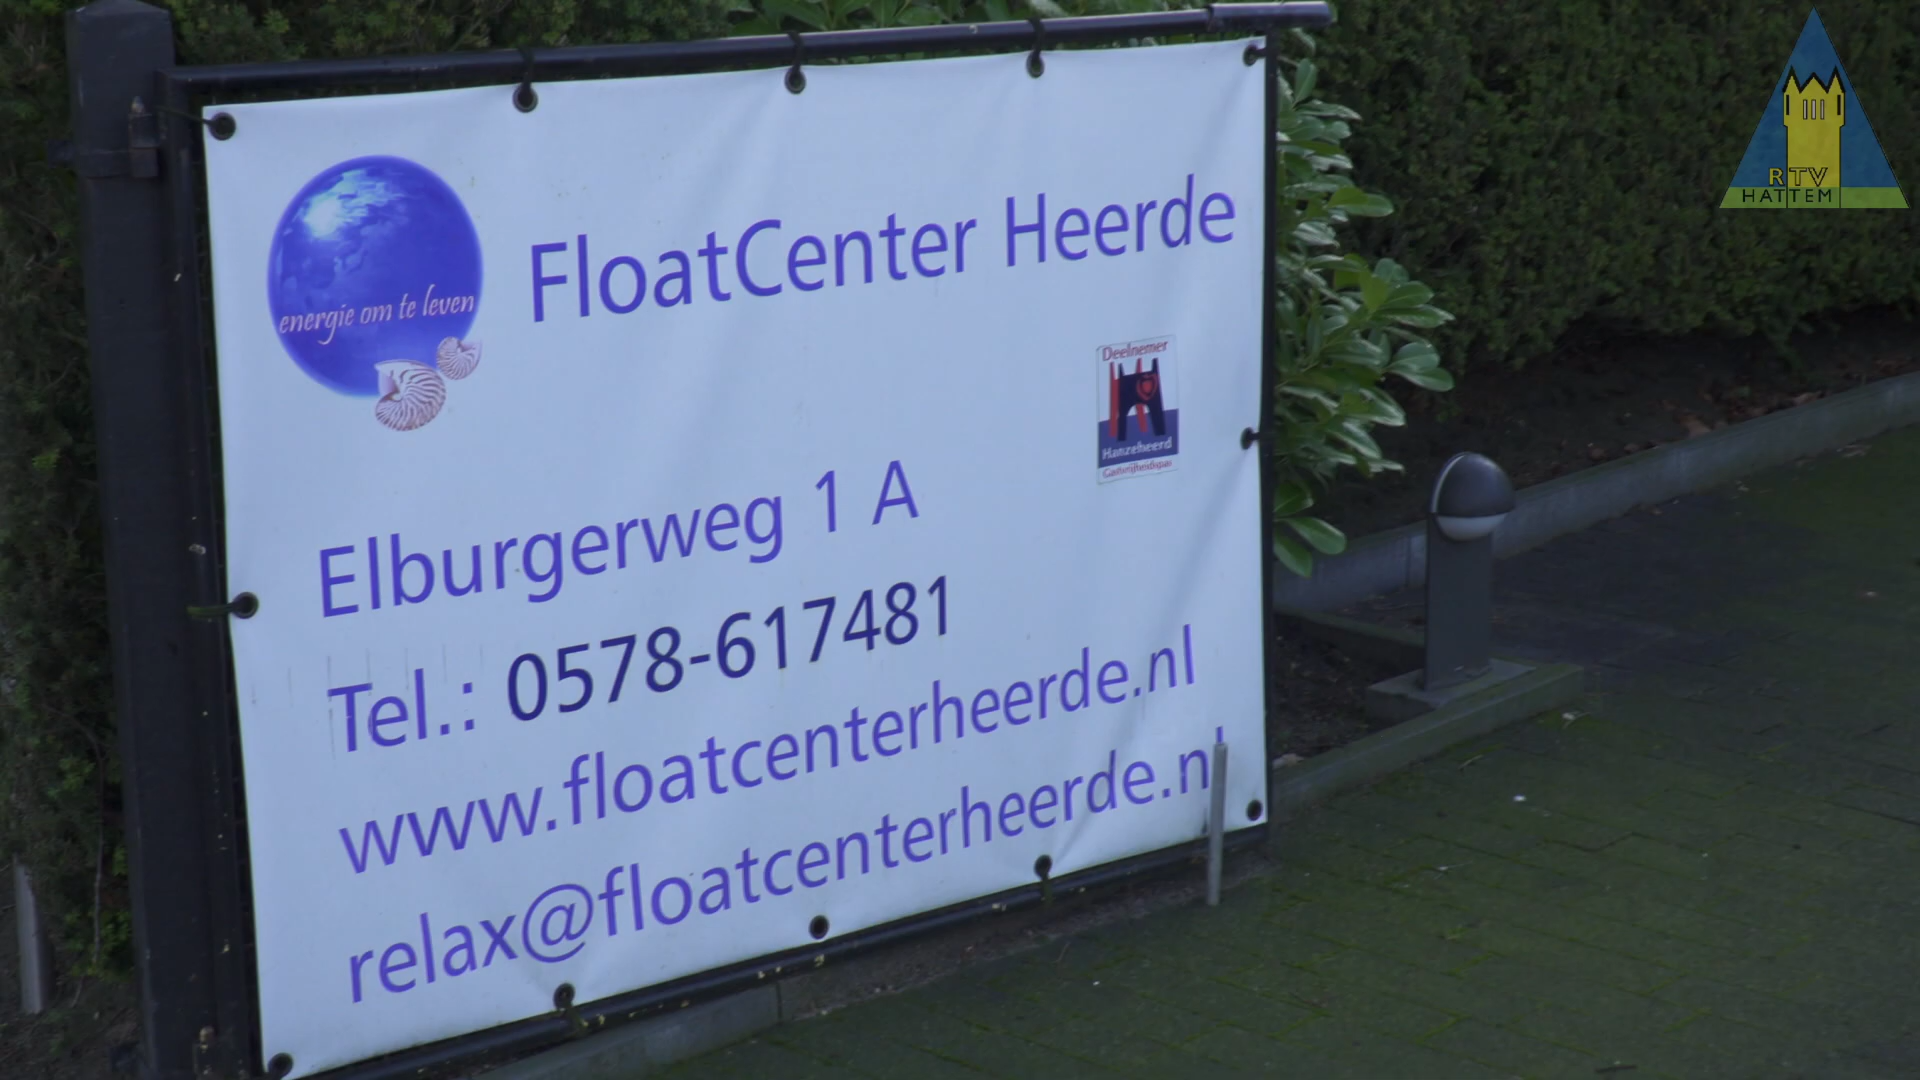 FloatCenter Heerde
energie om te leven
Deelnemer
Hanzeheerd
Elburgerweg 1 A
Tel.: 0578-617481
www.floatcenterheerde.nl
relax@floatcenterheerde.nl
RTV
HATTEM